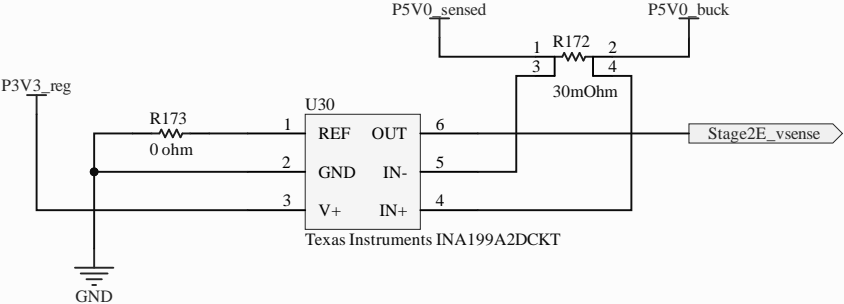 P5V0_sensed
P5V0_buck
1 R172 2
3 4
30mOhm
P3V3_reg
U30
R173
0 ohm
1 REF OUT 6
2 GND IN- 5
3 V+ IN+ 4
Stage2E_vsense
Texas Instruments INA199A2DCKT
GND